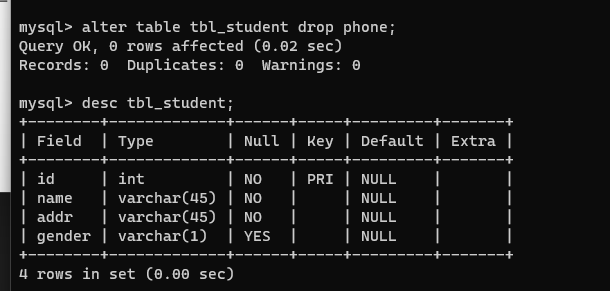 mysql> alter table tbl_student drop phone;
Query OK, 0 rows affected (0.02 sec)
Records: 0  Duplicates: 0  Warnings: 0

mysql> desc tbl_student;
+--------+-------------+------+-----+---------+-------+
| Field  | Type        | Null | Key | Default | Extra |
+--------+-------------+------+-----+---------+-------+
| id     | int         | NO   | PRI | NULL    |       |
| name   | varchar(45) | NO   |     | NULL    |       |
| addr   | varchar(45) | NO   |     | NULL    |       |
| gender | varchar(1)  | YES  |     | NULL    |       |
+--------+-------------+------+-----+---------+-------+
4 rows in set (0.00 sec)